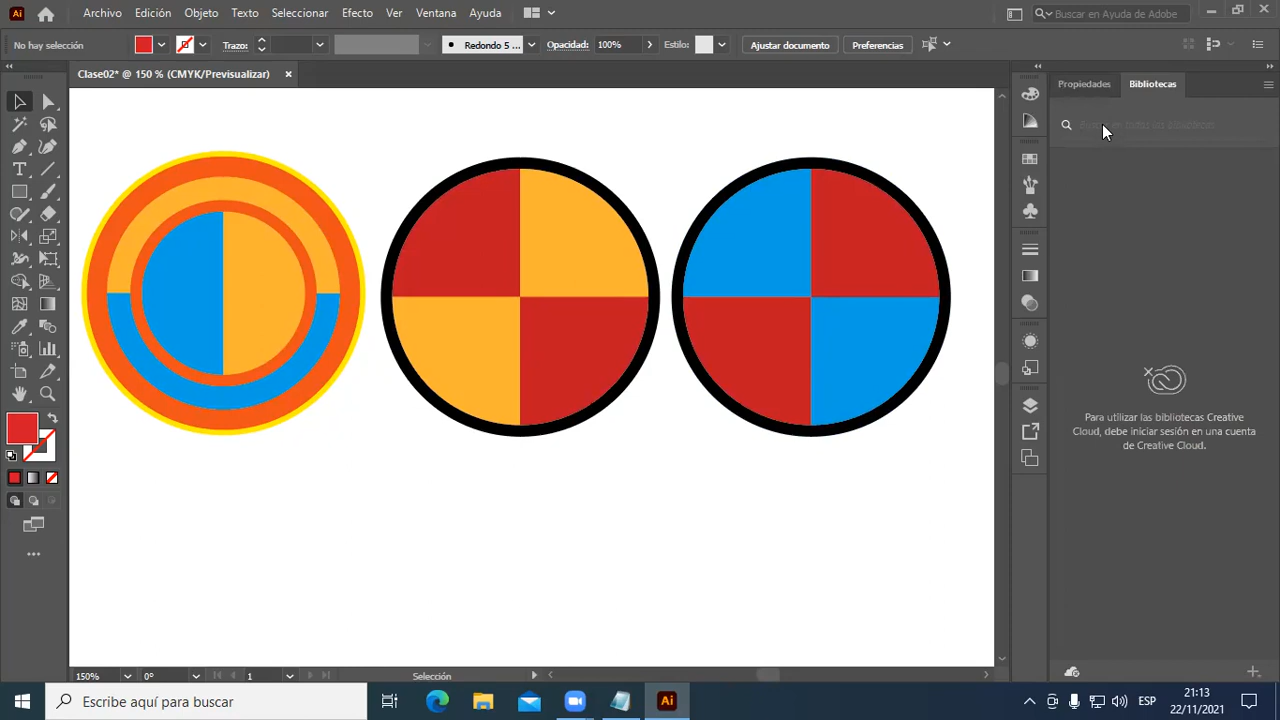 Ai Archivo Edición Objeto Texto Seleccionar Efecto Ver Ventana Ayuda Buscar en Ayuda de Adobe
No hay selección Trazo: Redondo 5 ... Opacidad: 100% Estilo: Ajustar documento Preferencias
Clase02* @ 150 % (CMYK/Previsualizar)
Propiedades Bibliotecas
Para utilizar las bibliotecas Creative
Cloud, debe iniciar sesión en una cuenta
de Creative Cloud.
150% 0° 1 Selección
Escribe aquí para buscar
Ai
ESP
21:13
22/11/2021